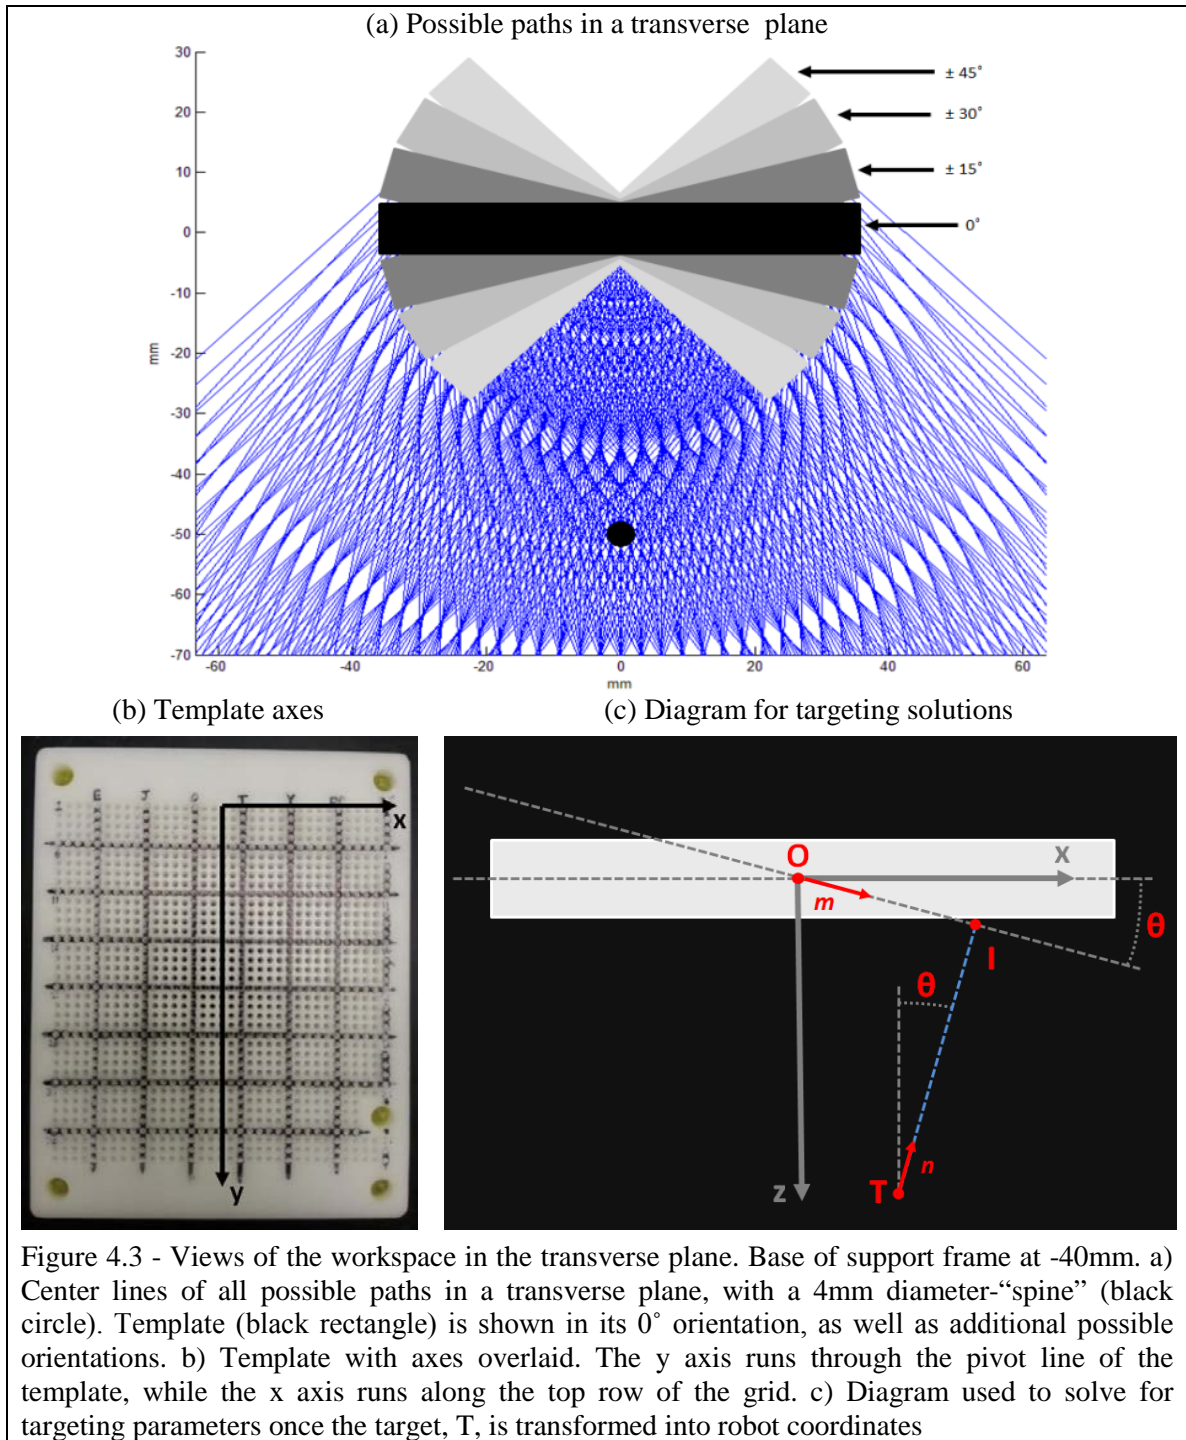 (a) Possible paths in a transverse plane
30
20
10
0
-10
-20
-30
-40
-50
-60
-70
mm
-60
-40
-20
0
20
40
60
mm
± 45˚
± 30˚
± 15˚
0˚
(b) Template axes
(c) Diagram for targeting solutions
E J O T Y
x
y
O
x
m
θ
I
θ
n
T
z
Figure 4.3 - Views of the workspace in the transverse plane. Base of support frame at -40mm. a)
Center lines of all possible paths in a transverse plane, with a 4mm diameter-“spine” (black
circle). Template (black rectangle) is shown in its 0˚ orientation, as well as additional possible
orientations. b) Template with axes overlaid. The y axis runs through the pivot line of the
template, while the x axis runs along the top row of the grid. c) Diagram used to solve for
targeting parameters once the target, T, is transformed into robot coordinates